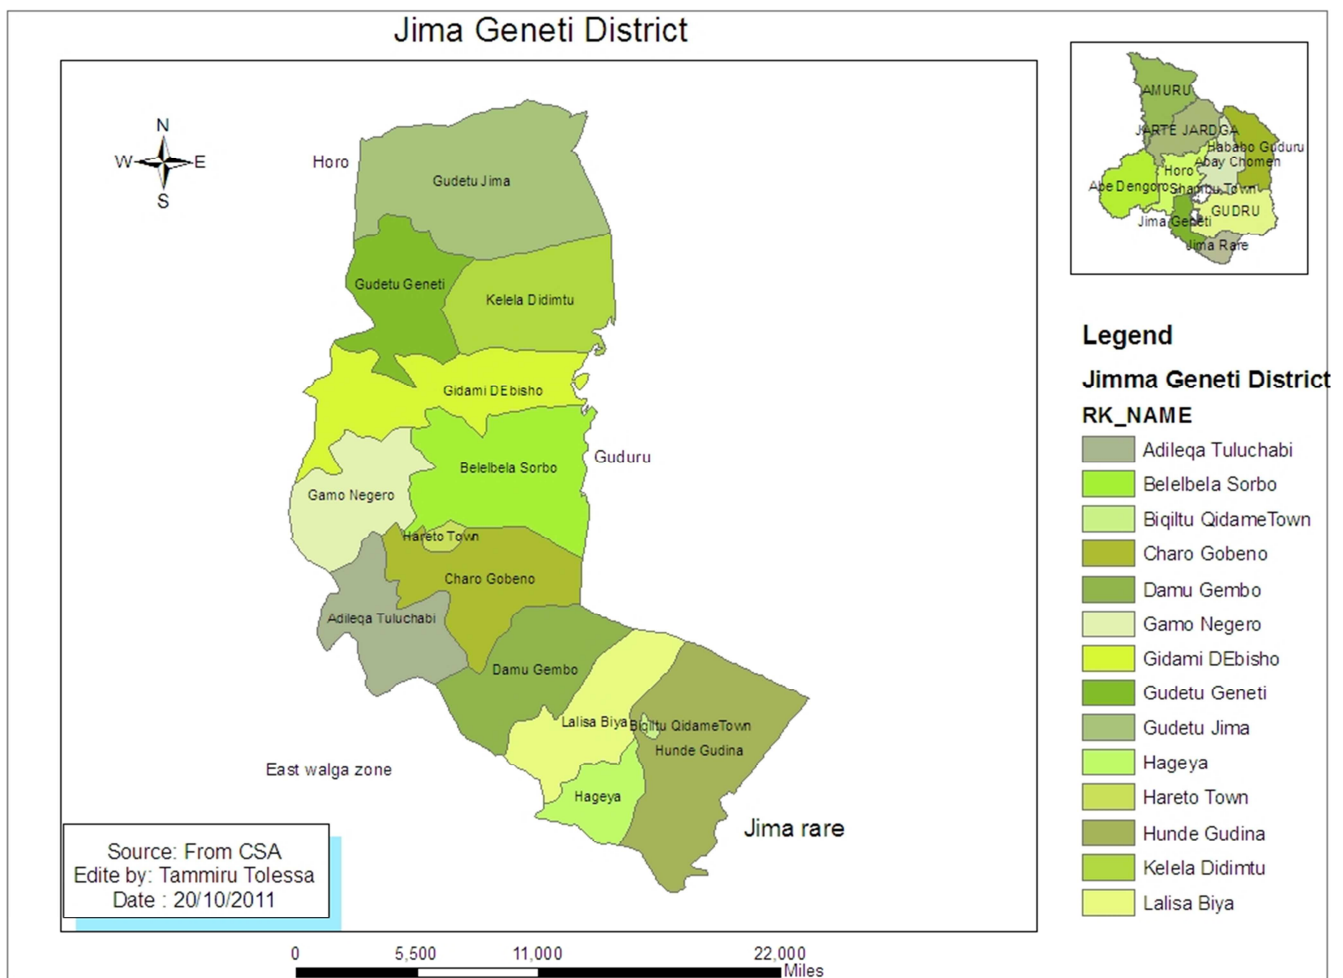 Jima Geneti District
N
W
E
S
Horo
Gudetu Jima
Gudetu Geneti
Kelela Didimtu
Gidami DEbisho
Belelbela Sorbo
Guduru
Gamo Negero
Hareto Town
Charo Gobeno
Adileqa Tuluchabi
Damu Gembo
Lalisa Biya
Biqiltu QidameTown
Hunde Gudina
East walga zone
Hageya
Jima rare
Source: From CSA
Edite by: Tammiru Tolessa
Date : 20/10/2011
0
5,500
11,000
22,000
Miles
AMURU
JARTE JARDGA
Hababo Guduru
Abay Chomen
Horo
Abe Dengoro
Shambu Town
GUDRU
Jima Geneti
Jima Rare
Legend
Jimma Geneti District
RK_NAME
Adileqa Tuluchabi
Belelbela Sorbo
Biqiltu QidameTown
Charo Gobeno
Damu Gembo
Gamo Negero
Gidami DEbisho
Gudetu Geneti
Gudetu Jima
Hageya
Hareto Town
Hunde Gudina
Kelela Didimtu
Lalisa Biya